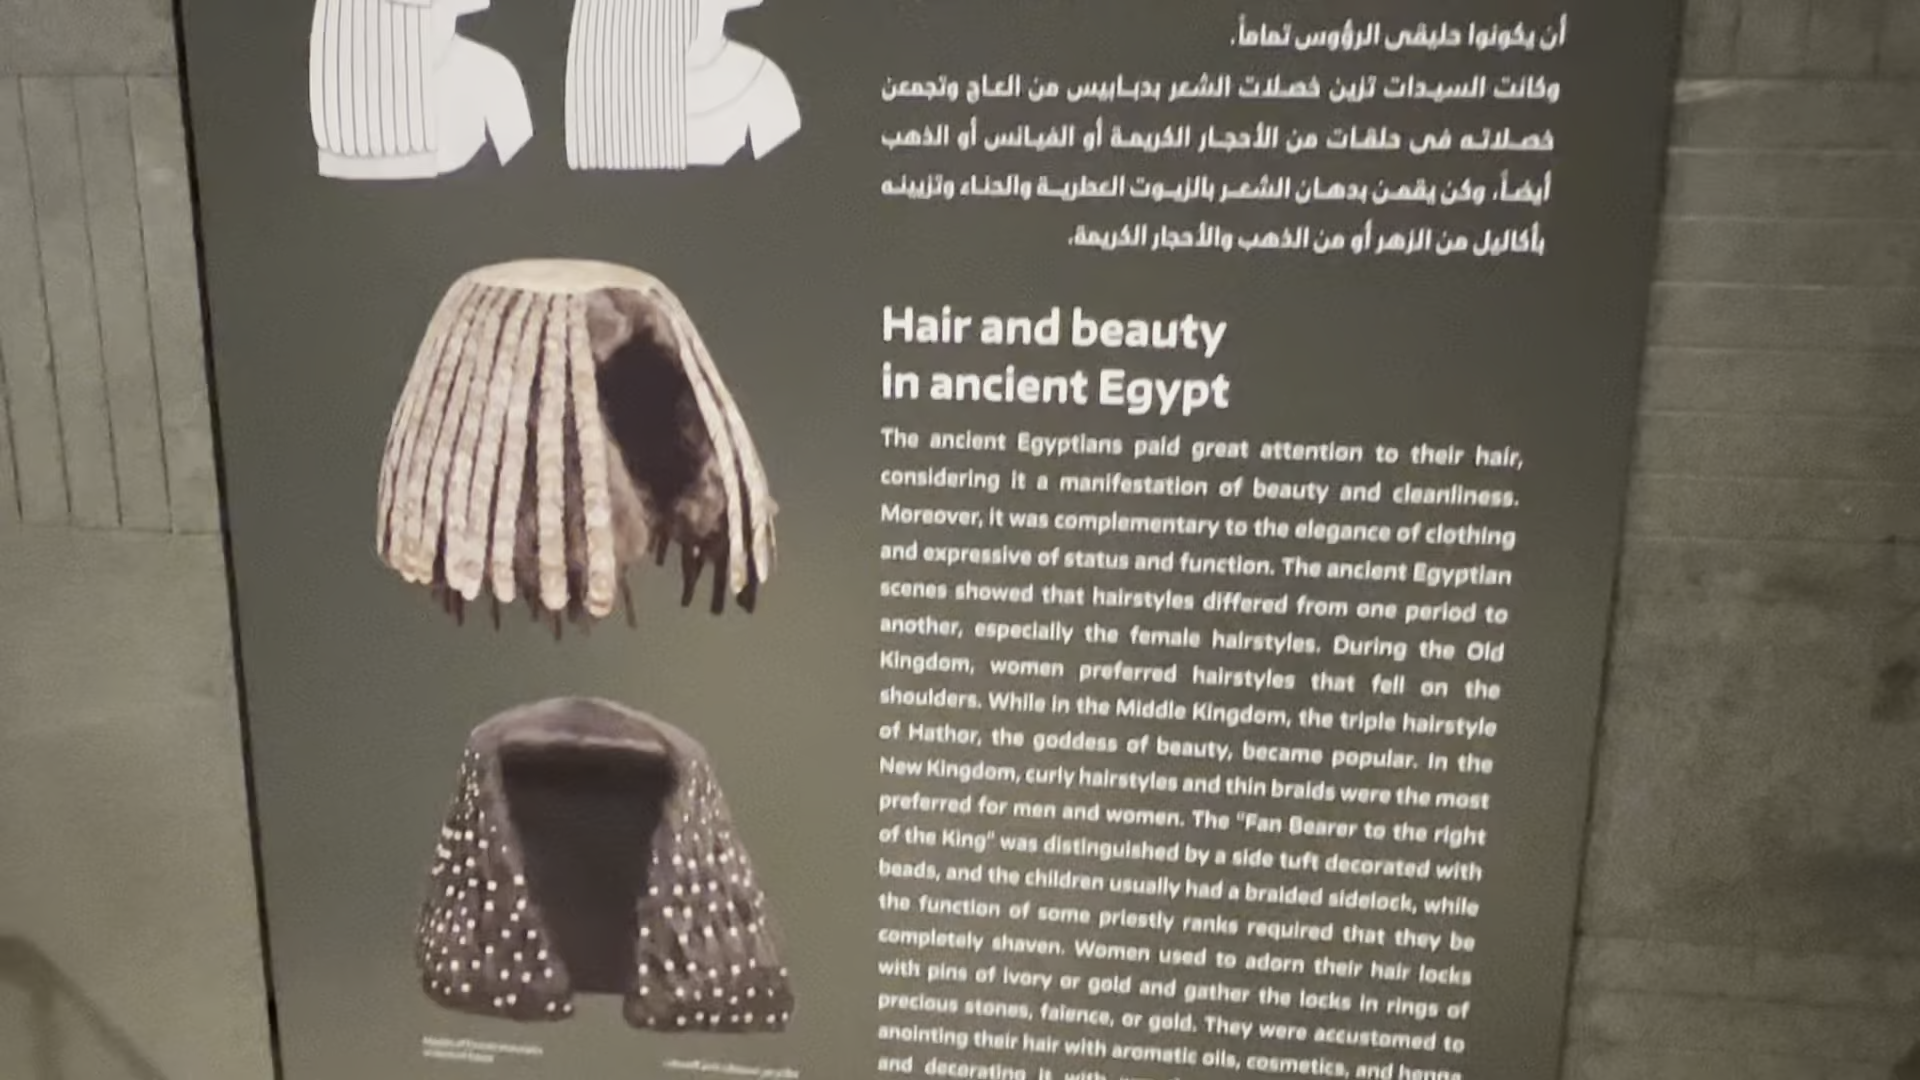 أن يكونوا حليقى الرؤوس تماماً.
وكانت السيدات تزين خصلات الشعر بدبابيس من العاج وتجمعن
خصلاته فى حلقات من الأحجار الكريمة أو الفيانس أو الذهب
أيضاً، وكن يقمن بدهان الشعر بالزيوت العطرية والحناء وتزيينه
بأكاليل من الزهر أو من الذهب والأحجار الكريمة.
Hair and beauty
in ancient Egypt
The ancient Egyptians paid great attention to their hair,
considering it a manifestation of beauty and cleanliness.
Moreover, it was complementary to the elegance of clothing
and expressive of status and function. The ancient Egyptian
scenes showed that hairstyles differed from one period to
another, especially the female hairstyles. During the Old
Kingdom, women preferred hairstyles that fell on the
shoulders. While in the Middle Kingdom, the triple hairstyle
of Hathor, the goddess of beauty, became popular. In the
New Kingdom, curly hairstyles and thin braids were the most
preferred for men and women. The "Fan Bearer to the right
of the King" was distinguished by a side tuft decorated with
beads, and the children usually had a braided sidelock, while
the function of some priestly ranks required that they be
completely shaven. Women used to adorn their hair locks
with pins of ivory or gold and gather the locks in rings of
precious stones, faience, or gold. They were accustomed to
anointing their hair with aromatic oils, cosmetics, and henna
and decorating it with